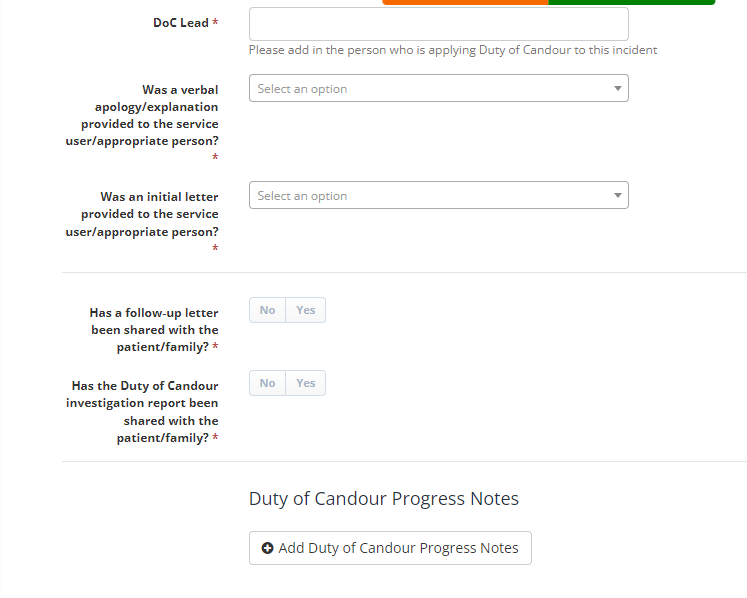 DoC Lead *
Please add in the person who is applying Duty of Candour to this incident
Was a verbal
apology/explanation
provided to the service
user/appropriate person?
*
Select an option
Was an initial letter
provided to the service
user/appropriate person?
*
Select an option
Has a follow-up letter
been shared with the
patient/family? *
No Yes
Has the Duty of Candour
investigation report been
shared with the
patient/family? *
No Yes
Duty of Candour Progress Notes
Add Duty of Candour Progress Notes